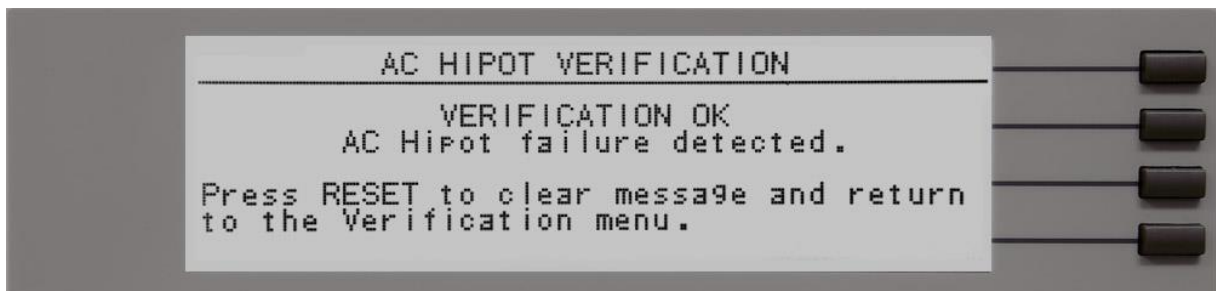 AC HIPOT VERIFICATION
VERIFICATION OK
AC Hipot failure detected.
Press RESET to clear message and return
to the Verification menu.